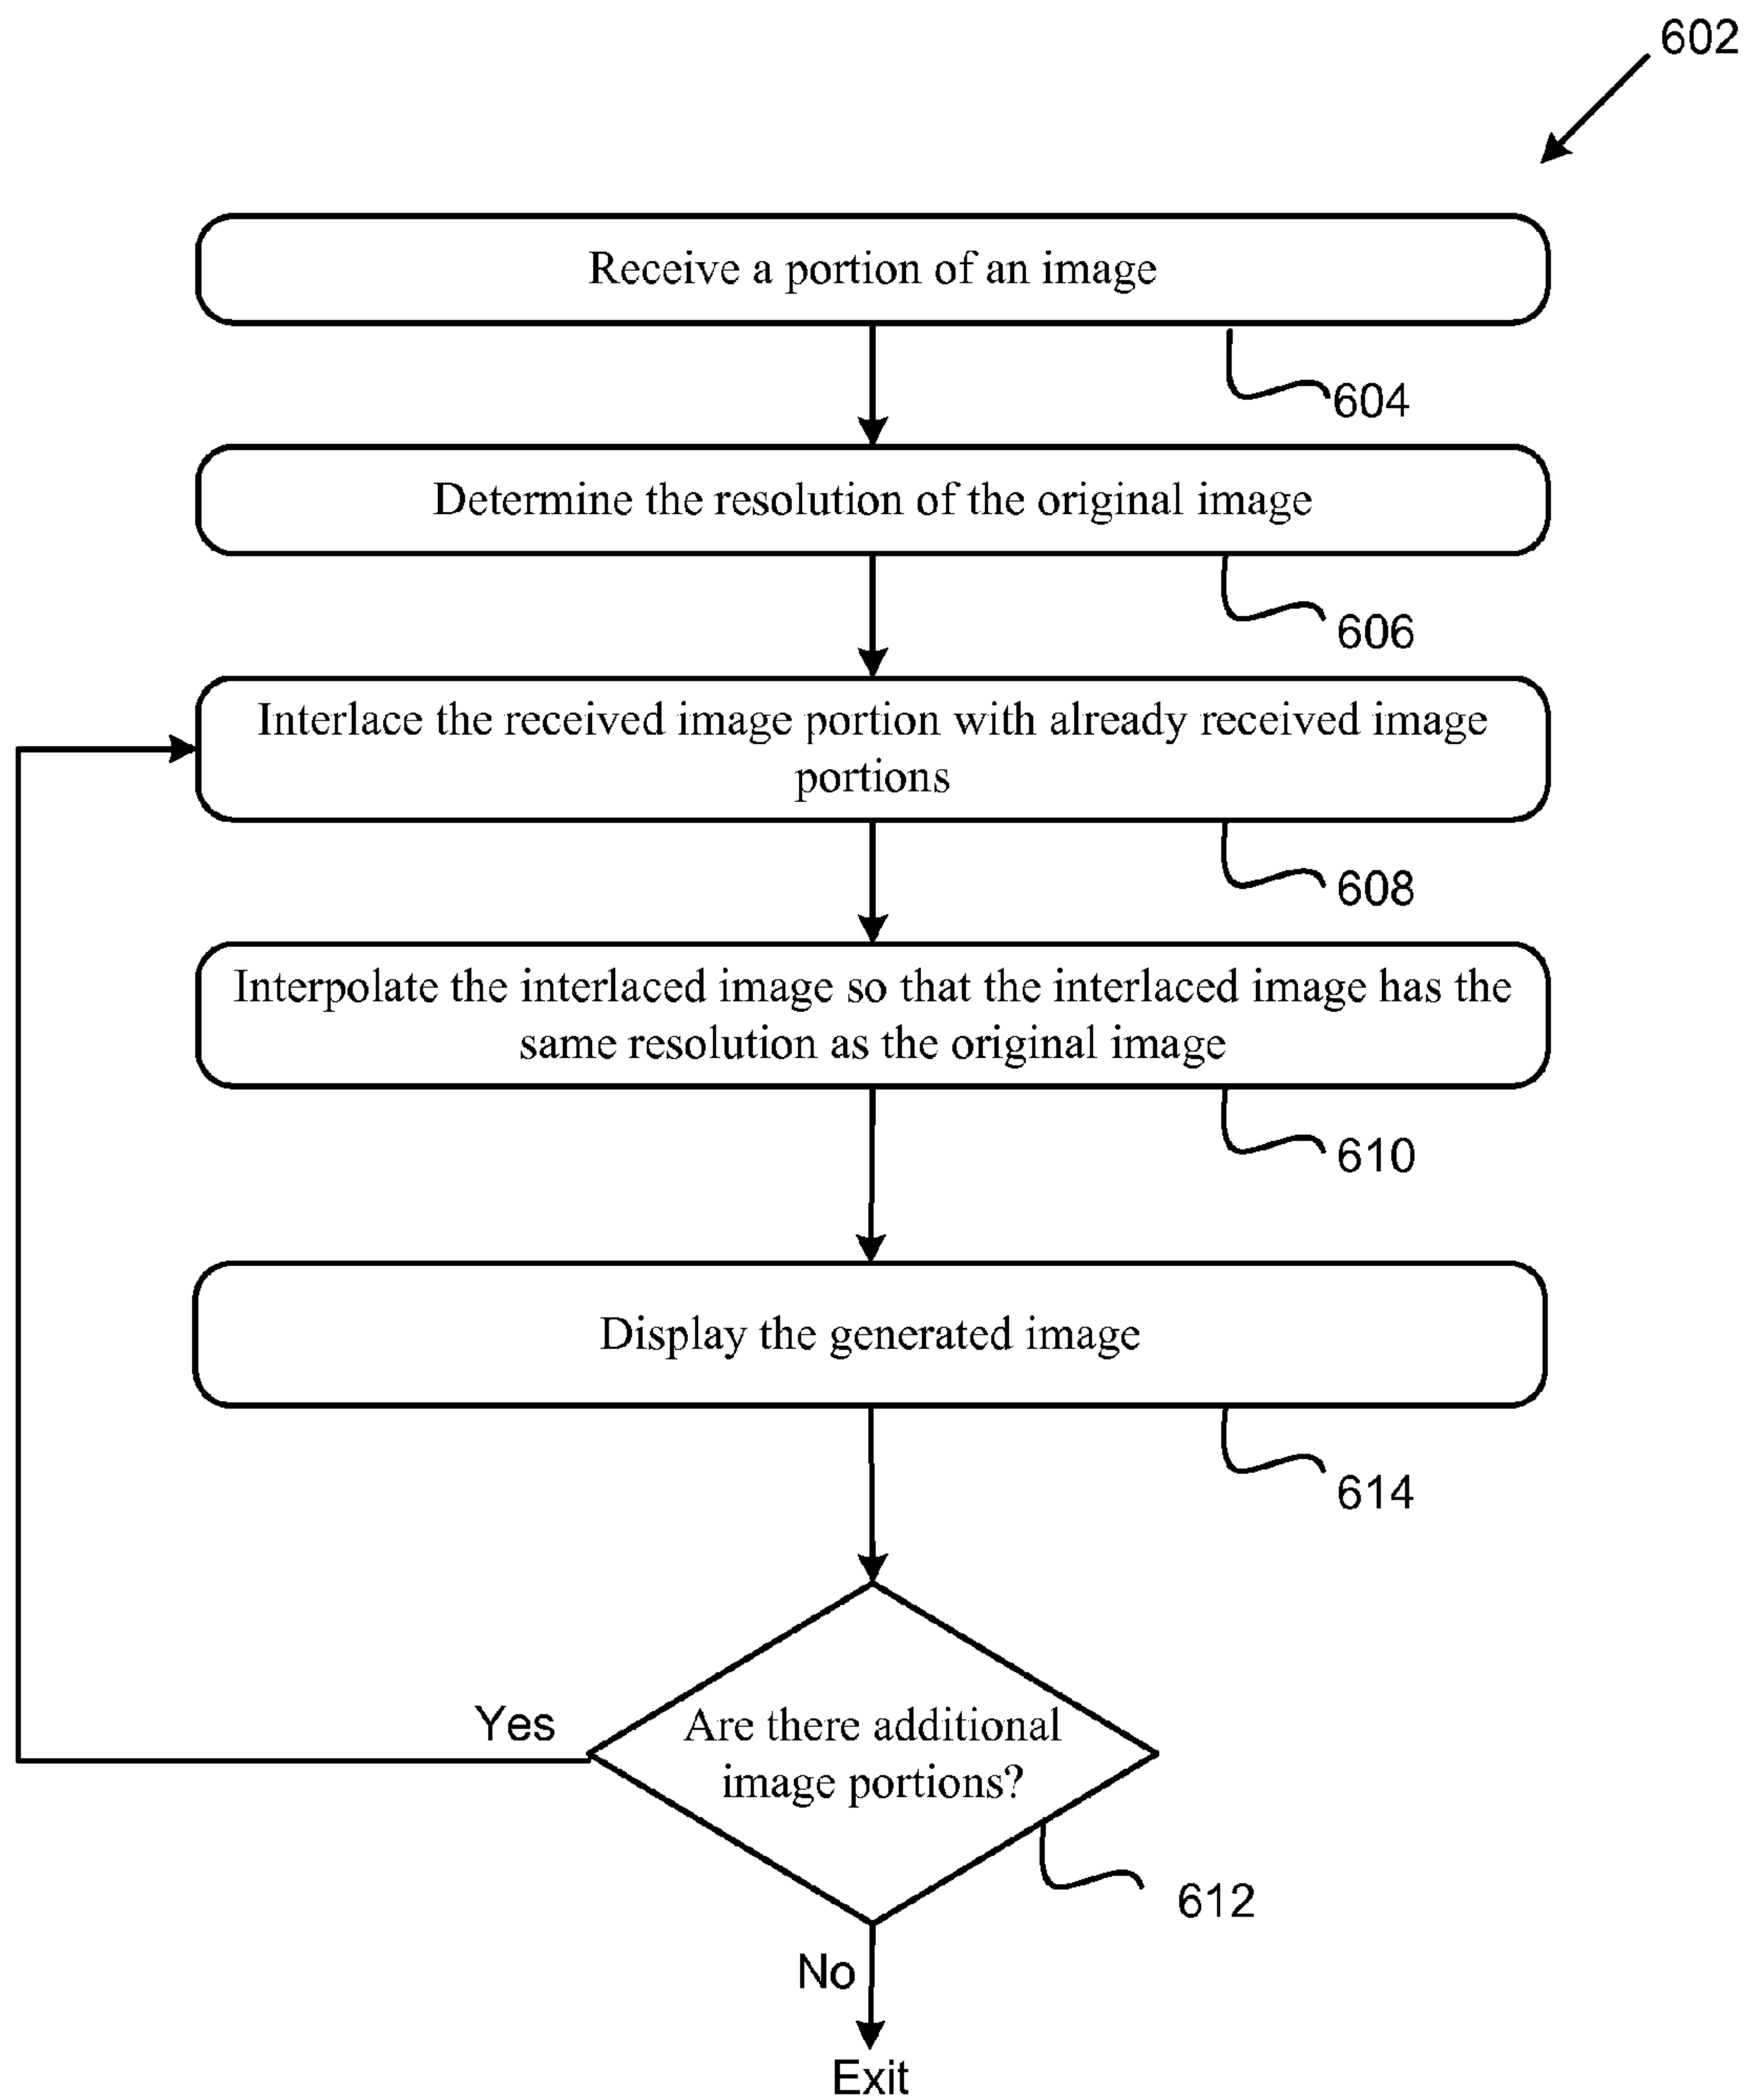 602
Receive a portion of an image
604
Determine the resolution of the original image
606
Interlace the received image portion with already received image
portions
608
Interpolate the interlaced image so that the interlaced image has the
same resolution as the original image
610
Display the generated image
614
Yes
Are there additional
image portions?
612
No
Exit